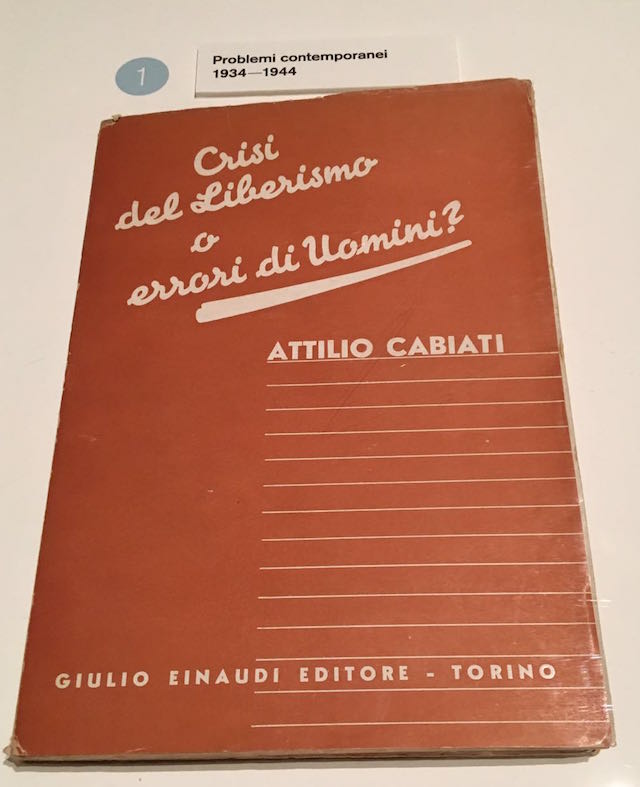 1
Problemi contemporanei
1934—1944
Crisi
del Liberismo
o
errori di Uomini?
ATTILIO CABIATI
GIULIO EINAUDI EDITORE - TORINO